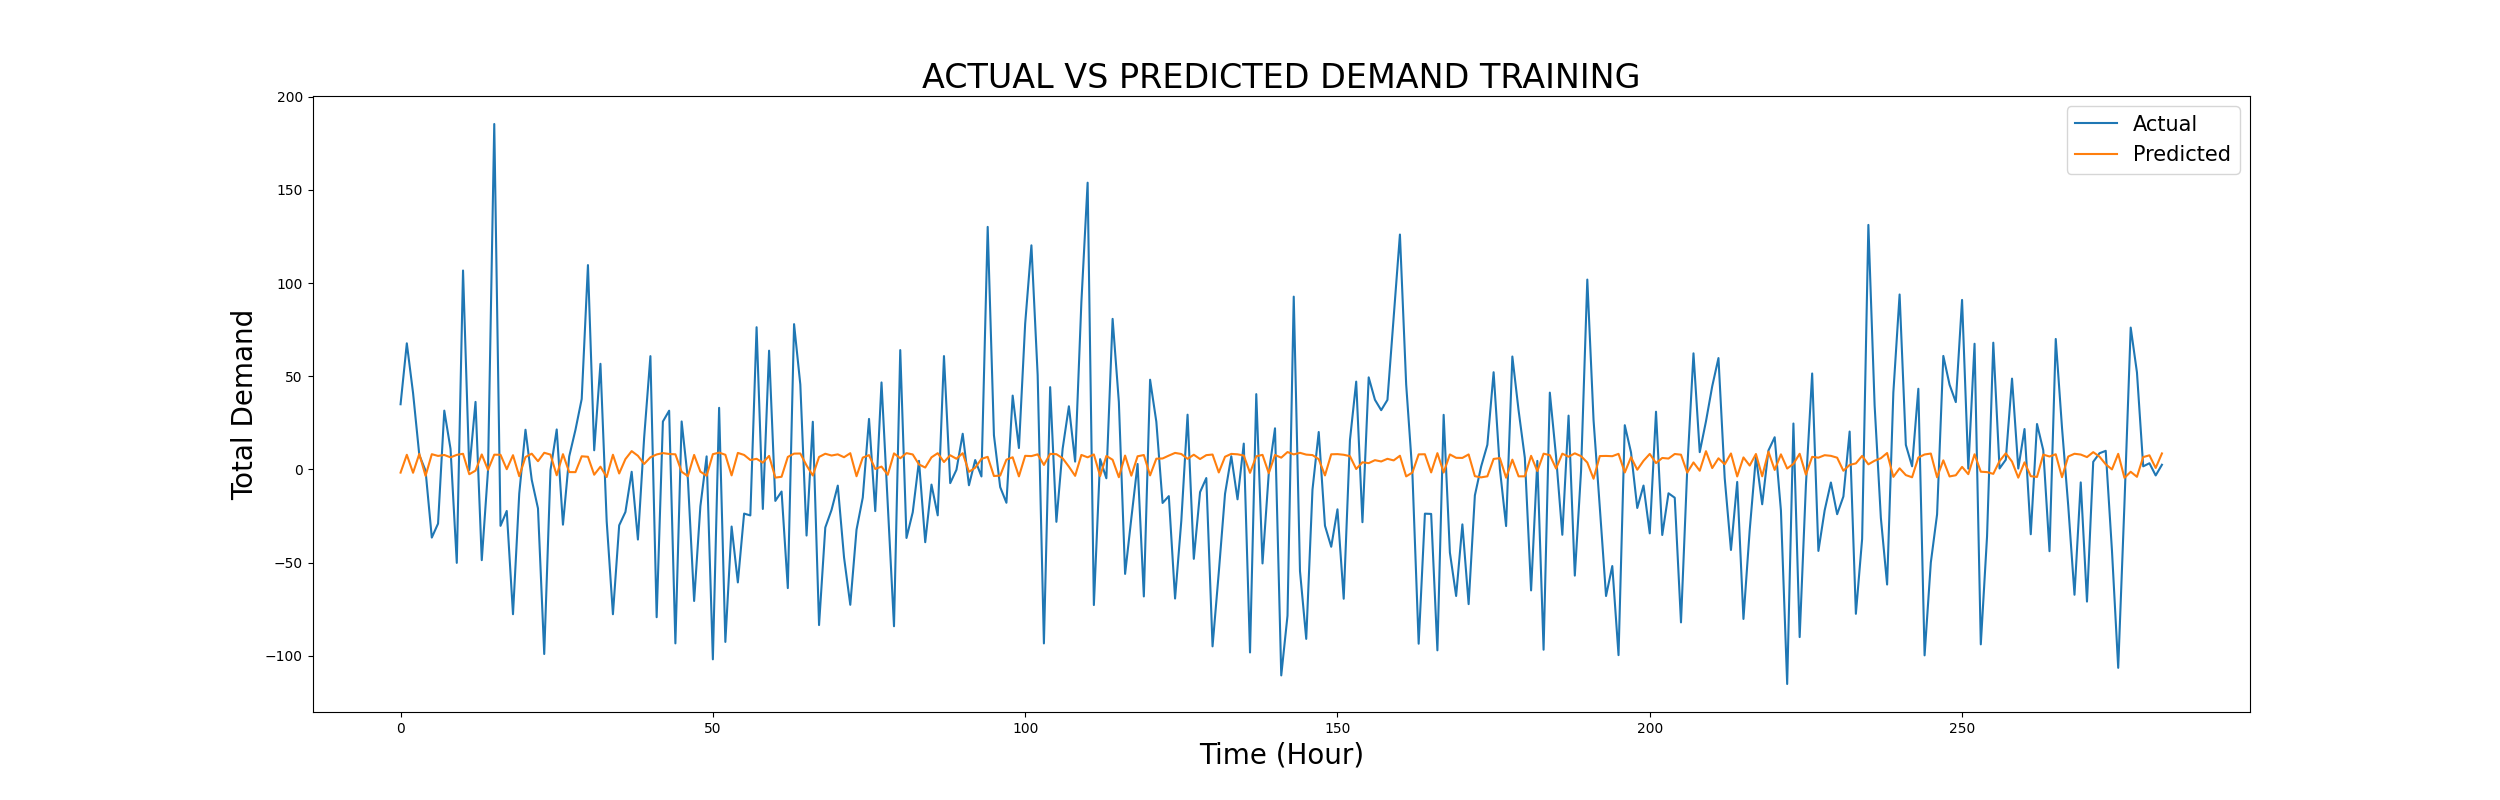 ACTUAL VS PREDICTED DEMAND TRAINING
Actual
Predicted
Total Demand
200
150
100
50
0
−50
−100
0 50 100 150 200 250
Time (Hour)